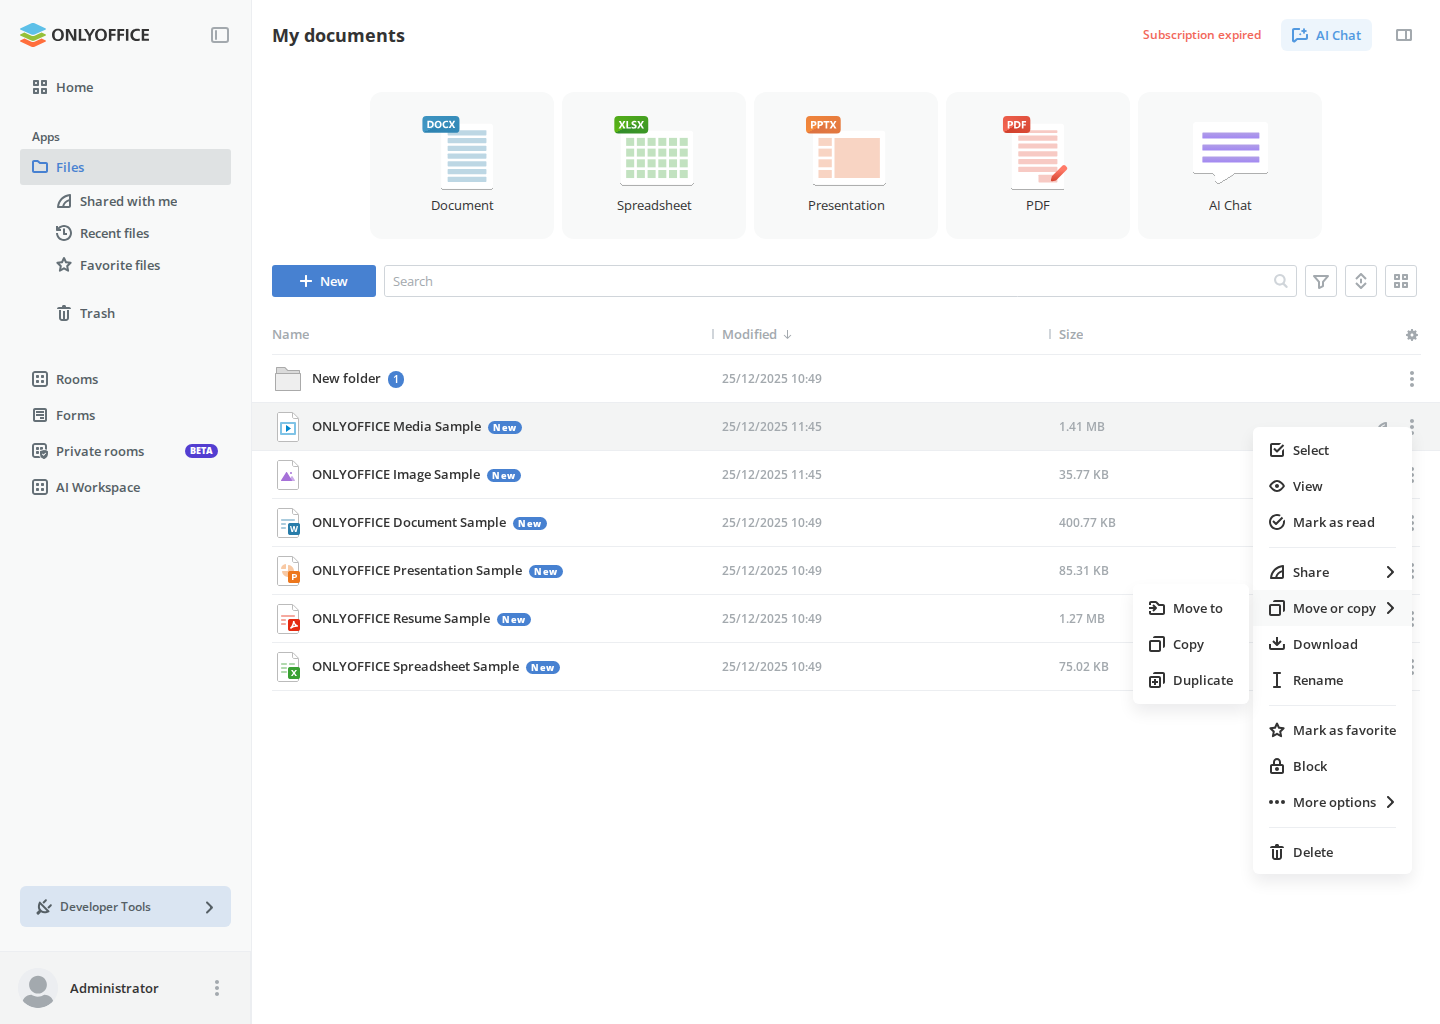 ONLYOFFICE
My documents
Subscription expired
AI Chat
Home
Apps
Files
Shared with me
Recent files
Favorite files
Trash
Rooms
Forms
Private rooms BETA
AI Workspace
Developer Tools
Administrator
DOCX
Document
XLSX
Spreadsheet
PPTX
Presentation
PDF
PDF
AI Chat
New
Search
Name Modified Size
New folder 1 25/12/2025 10:49
ONLYOFFICE Media Sample New 25/12/2025 11:45 1.41 MB
ONLYOFFICE Image Sample New 25/12/2025 11:45 35.77 KB
ONLYOFFICE Document Sample New 25/12/2025 10:49 400.77 KB
ONLYOFFICE Presentation Sample New 25/12/2025 10:49 85.31 KB
ONLYOFFICE Resume Sample New 25/12/2025 10:49 1.27 MB
ONLYOFFICE Spreadsheet Sample New 25/12/2025 10:49 75.02 KB
Move to
Copy
Duplicate
Select
View
Mark as read
Share
Move or copy
Download
Rename
Mark as favorite
Block
More options
Delete